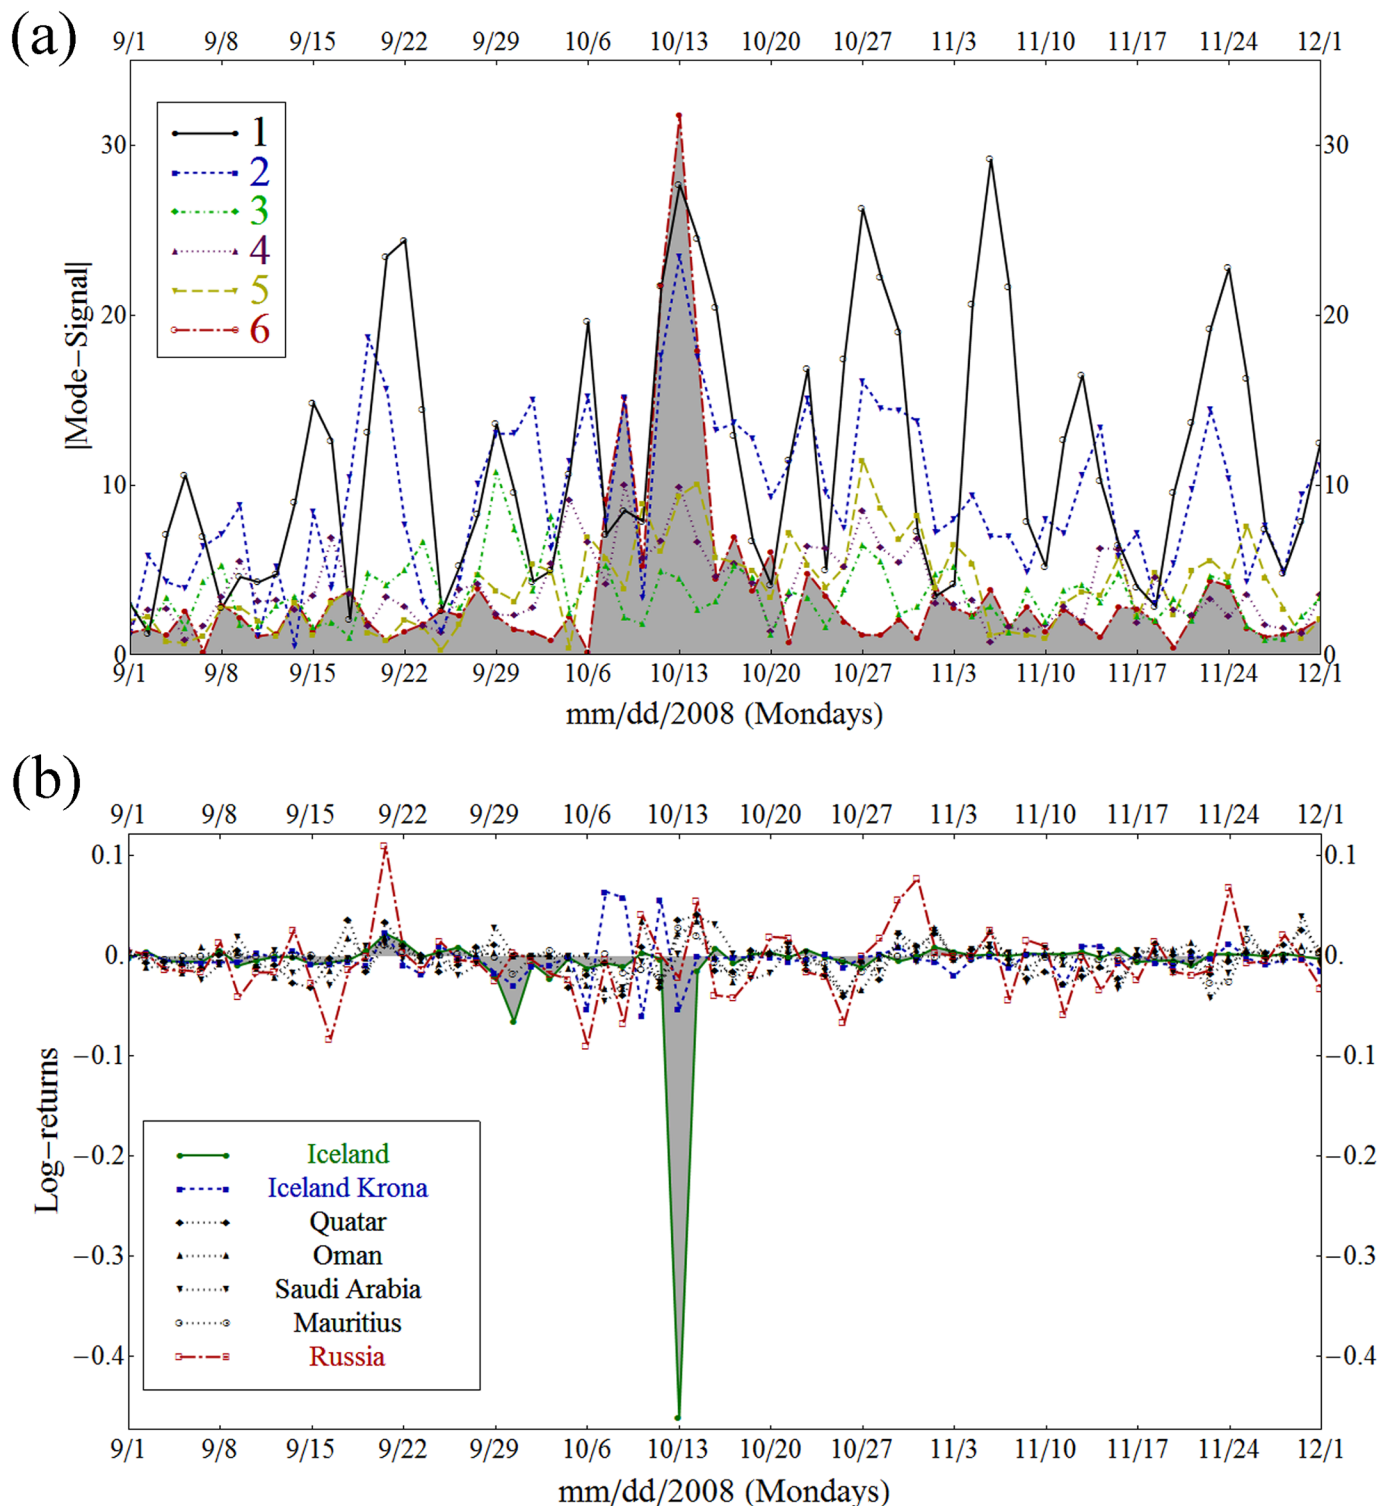 (a)
9/1 9/8 9/15 9/22 9/29 10/6 10/13 10/20 10/27 11/3 11/10 11/17 11/24 12/1
30 30
20 20
10 10
0 0
1
2
3
4
5
6
|Mode−Signal|
9/1 9/8 9/15 9/22 9/29 10/6 10/13 10/20 10/27 11/3 11/10 11/17 11/24 12/1
mm/dd/2008 (Mondays)
(b)
9/1 9/8 9/15 9/22 9/29 10/6 10/13 10/20 10/27 11/3 11/10 11/17 11/24 12/1
0.1 0.1
0. 0.
−0.1 −0.1
−0.2 −0.2
−0.3 −0.3
−0.4 −0.4
Log−returns
Iceland
Iceland Krona
Quatar
Oman
Saudi Arabia
Mauritius
Russia
9/1 9/8 9/15 9/22 9/29 10/6 10/13 10/20 10/27 11/3 11/10 11/17 11/24 12/1
mm/dd/2008 (Mondays)